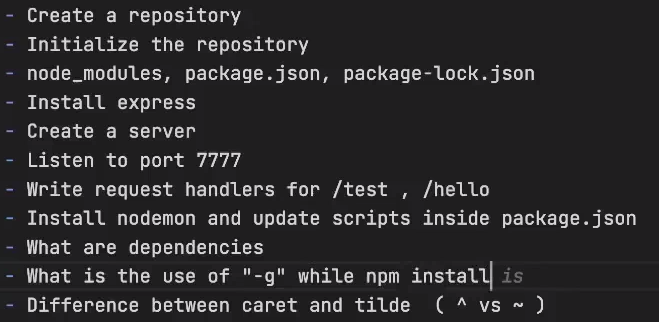 - Create a repository
- Initialize the repository
- node_modules, package.json, package-lock.json
- Install express
- Create a server
- Listen to port 7777
- Write request handlers for /test , /hello
- Install nodemon and update scripts inside package.json
- What are dependencies
- What is the use of "-g" while npm install is
- Difference between caret and tilde  ( ^ vs ~ )